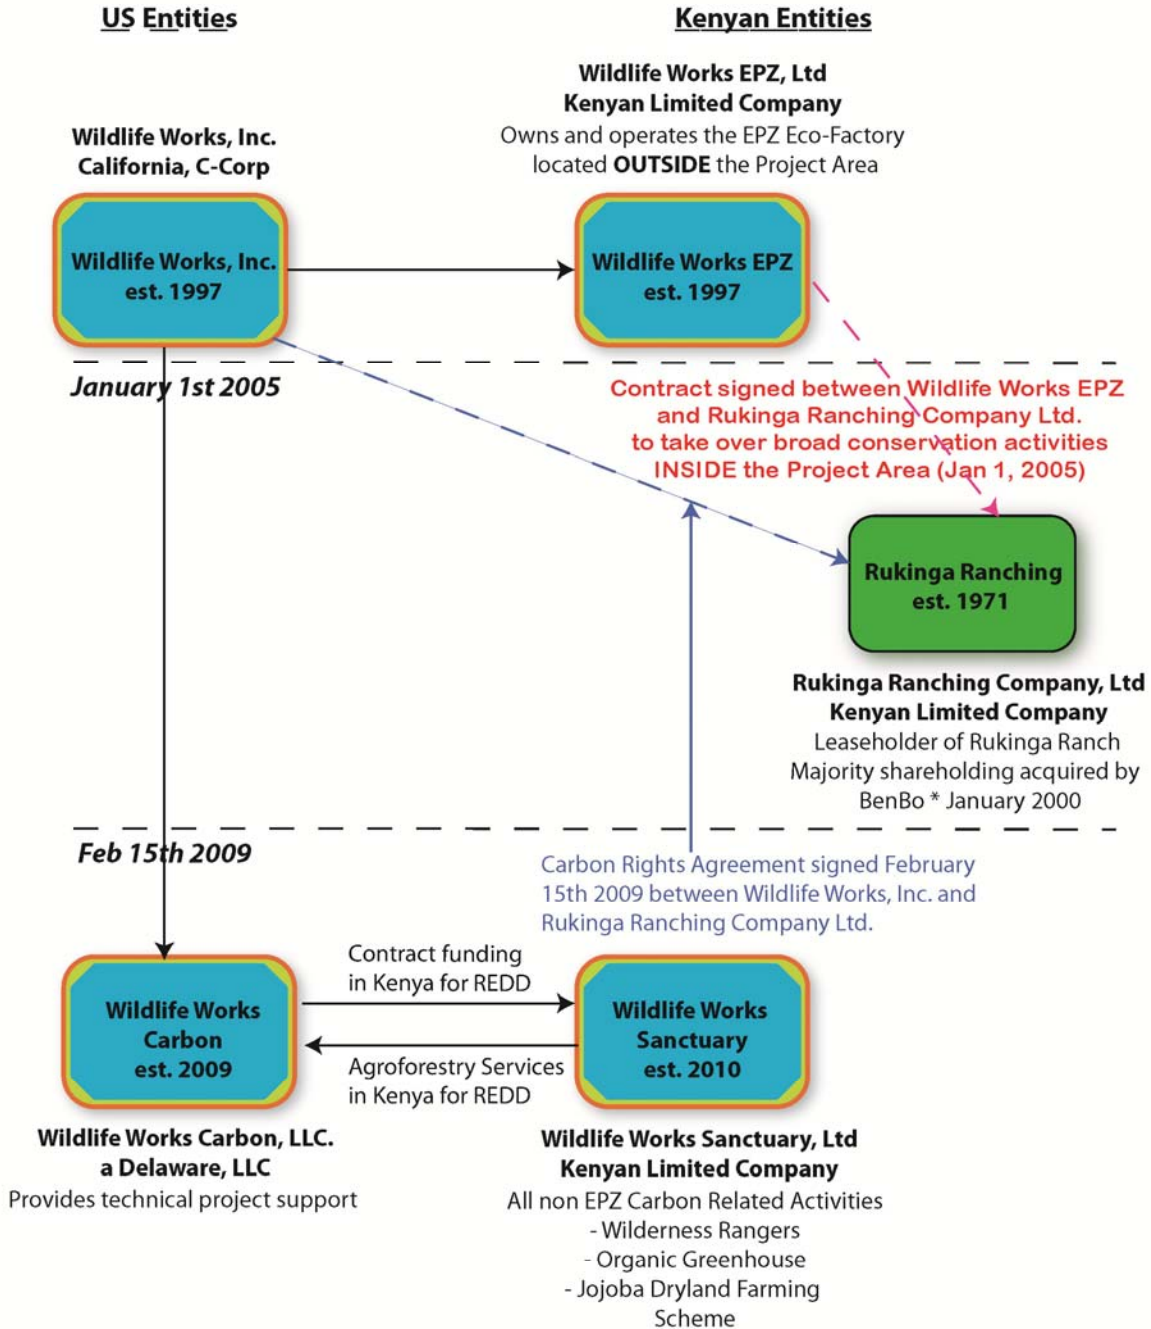 US Entities
Kenyan Entities
Wildlife Works EPZ, Ltd
Kenyan Limited Company
Owns and operates the EPZ Eco-Factory
located OUTSIDE the Project Area
Wildlife Works, Inc.
California, C-Corp
Wildlife Works, Inc.
est. 1997
Wildlife Works EPZ
est. 1997
January 1st 2005
Contract signed between Wildlife Works EPZ
and Rukinga Ranching Company Ltd.
to take over broad conservation activities
INSIDE the Project Area (Jan 1, 2005)
Rukinga Ranching
est. 1971
Rukinga Ranching Company, Ltd
Kenyan Limited Company
Leaseholder of Rukinga Ranch
Majority shareholding acquired by
BenBo * January 2000
Feb 15th 2009
Carbon Rights Agreement signed February
15th 2009 between Wildlife Works, Inc. and
Rukinga Ranching Company Ltd.
Contract funding
in Kenya for REDD
Wildlife Works
Carbon
est. 2009
Wildlife Works
Sanctuary
est. 2010
Agroforestry Services
in Kenya for REDD
Wildlife Works Carbon, LLC.
a Delaware, LLC
Provides technical project support
Wildlife Works Sanctuary, Ltd
Kenyan Limited Company
All non EPZ Carbon Related Activities
- Wilderness Rangers
- Organic Greenhouse
- Jojoba Dryland Farming
Scheme